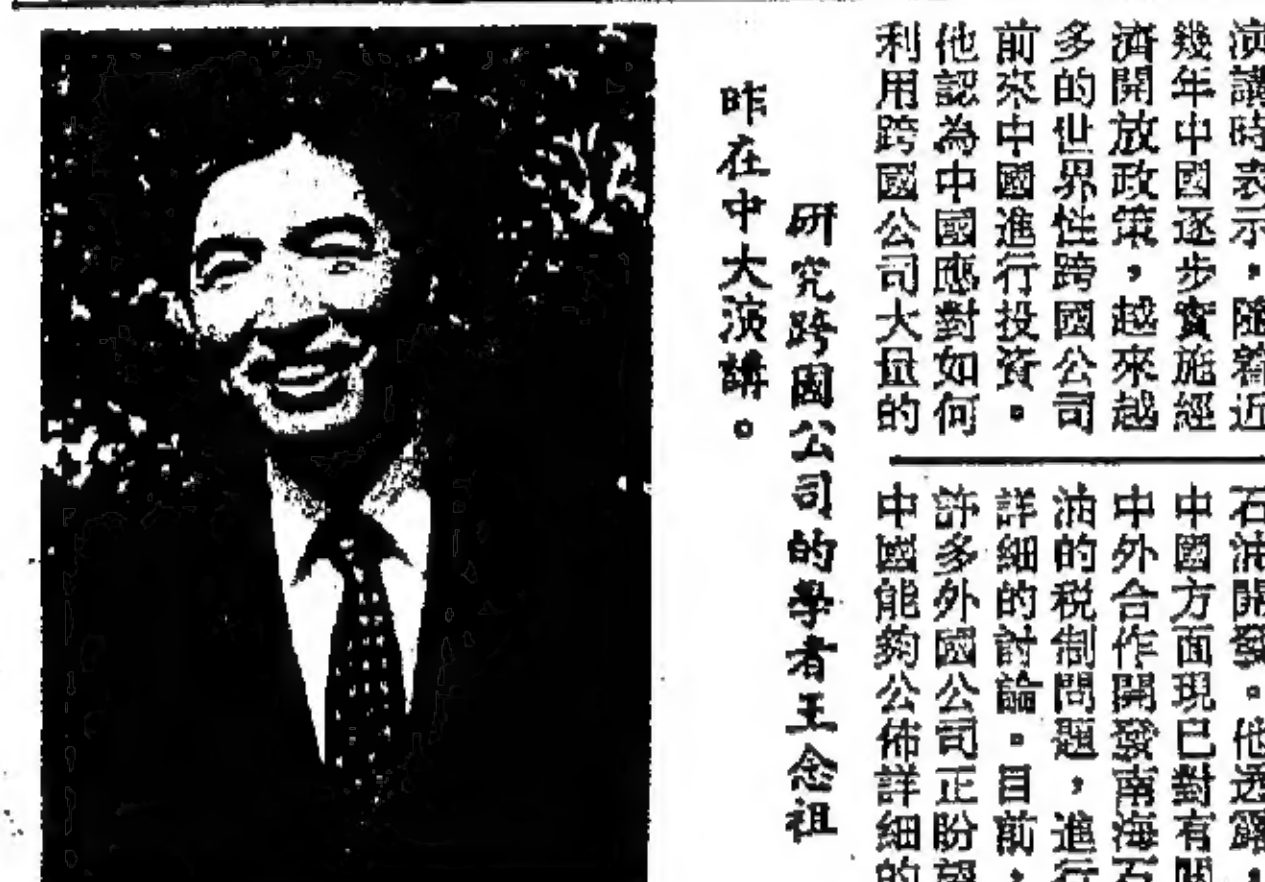 演講時表示，隨着近
幾年中國逐步實施經
濟開放政策，越來越
多的世界性跨國公司
前來中國進行投資。
他認為中國應對如何
利用跨國公司大量的
石油開發。他透露，
中國方面現已對有關
中外合作開發南海石
油的稅制問題，進行
詳細的討論。目前，
許多外國公司正盼望
中國能夠公佈詳細的
研究跨國公司的學者王念祖
昨在中大演講。